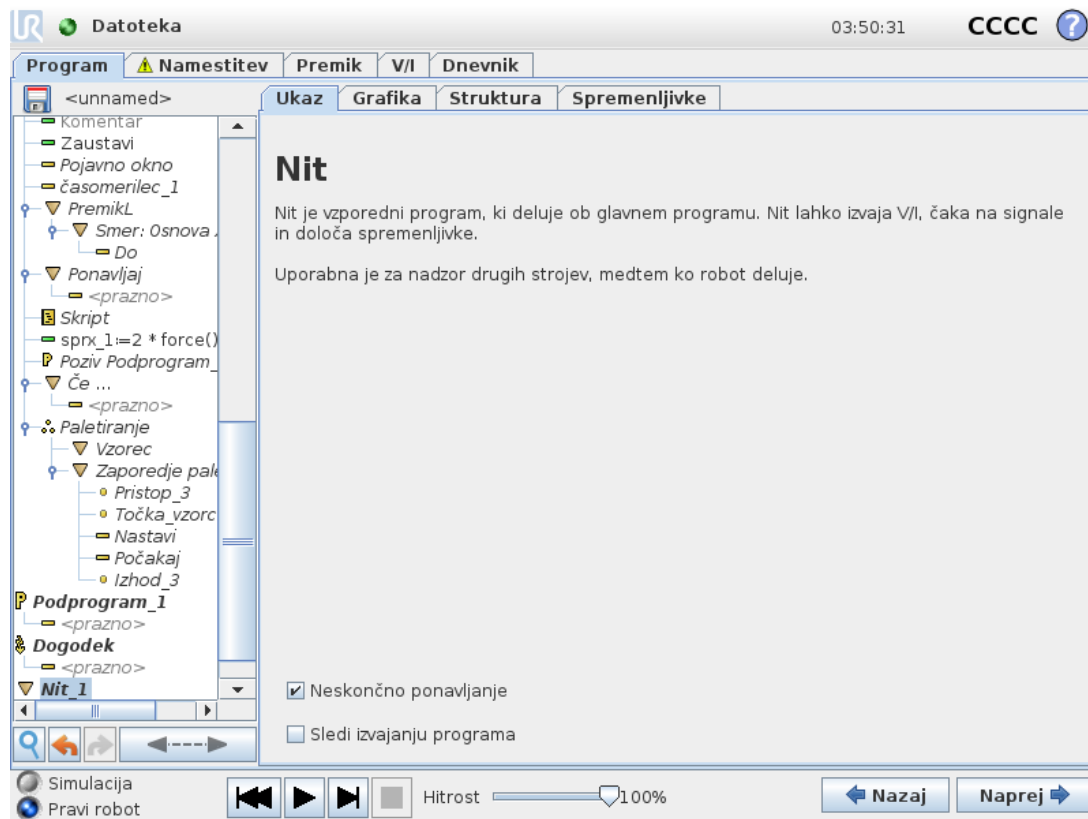 Datoteka
03:50:31
CCCC
?
Program
Namestitev
Premik
V/I
Dnevnik
<unnamed>
Ukaz
Grafika
Struktura
Spremenljivke
Komentar
Zaustavi
Pojavno okno
časomerilec_1
PremikL
Smer: Osnova
Do
Ponavljaj
<prazno>
Skript
sprx_1:=2 * force()
Poziv Podprogram_
Če ...
<prazno>
Paletiranje
Vzorec
Zaporedje pale
Pristop_3
Točka_vzorc
Nastavi
Počakaj
Izhod_3
P Podprogram_1
<prazno>
Dogodek
<prazno>
Nit_1
Nit
Nit je vzporedni program, ki deluje ob glavnem programu. Nit lahko izvaja V/I, čaka na signale
in določa spremenljivke.
Uporabna je za nadzor drugih strojev, medtem ko robot deluje.
Neskončno ponavljanje
Sledi izvajanju programa
Simulacija
Pravi robot
Hitrost
100%
Nazaj
Naprej